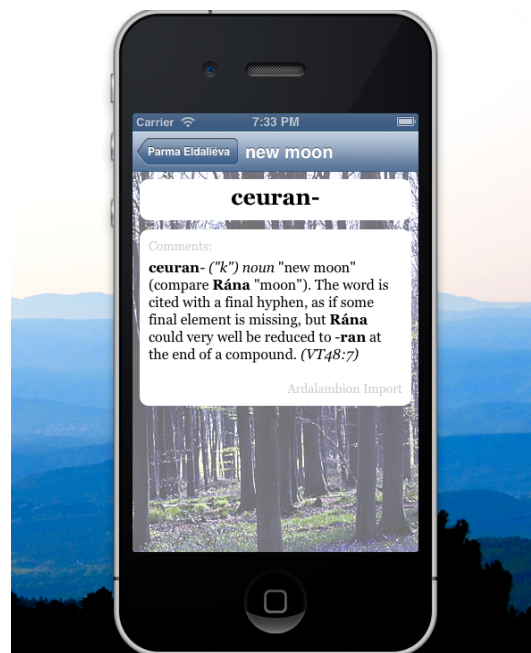 Carrier 7:33 PM
Parma Eldaliéva new moon
ceuran-
Comments:
ceuran- ("k") noun "new moon"
(compare Rána "moon"). The word is
cited with a final hyphen, as if some
final element is missing, but Rána
could very well be reduced to -ran at
the end of a compound. (VT48:7)
Ardalambion Import